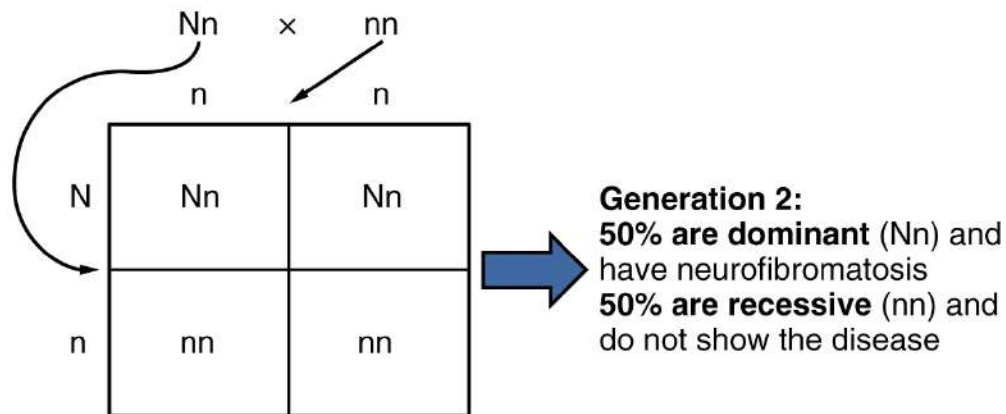 Nn × nn
n n
N Nn Nn
n nn nn
Generation 2:
50% are dominant (Nn) and
have neurofibromatosis
50% are recessive (nn) and
do not show the disease